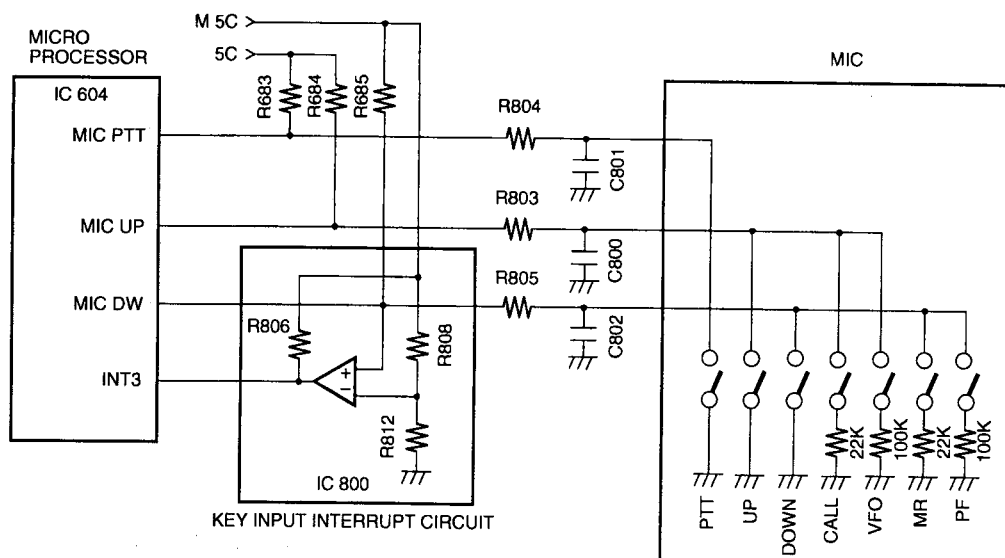 M 5C
5C
MICRO
PROCESSOR
IC 604
MIC PTT
MIC UP
MIC DW
INT3
R683
R684
R685
R804
C801
R803
C800
R805
C802
R806
R808
+
−
R812
IC 800
KEY INPUT INTERRUPT CIRCUIT
MIC
22K
100K
22K
100K
PTT
UP
DOWN
CALL
VFO
MR
PF